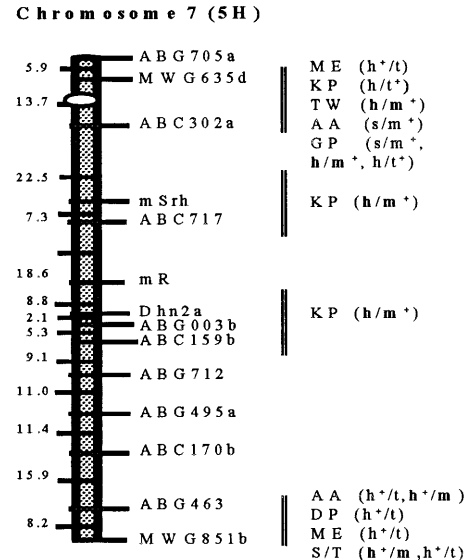 Chromosome 7 (5H)
5.9
13.7
22.5
7.3
18.6
8.8
2.1
5.3
9.1
11.0
11.4
15.9
8.2
ABG705a
MWG635d
ABC302a
mSrh
ABC717
mR
Dhn2a
ABG003b
ABC159b
ABG712
ABG495a
ABC170b
ABG463
MWG851b
ME (h+/t)
KP (h/t+)
TW (h/m+)
AA (s/m+)
GP (s/m+,
h/m+, h/t+)
KP (h/m+)
KP (h/m+)
AA (h+/t, h+/m)
DP (h+/t)
ME (h+/t)
S/T (h+/m, h+/t)